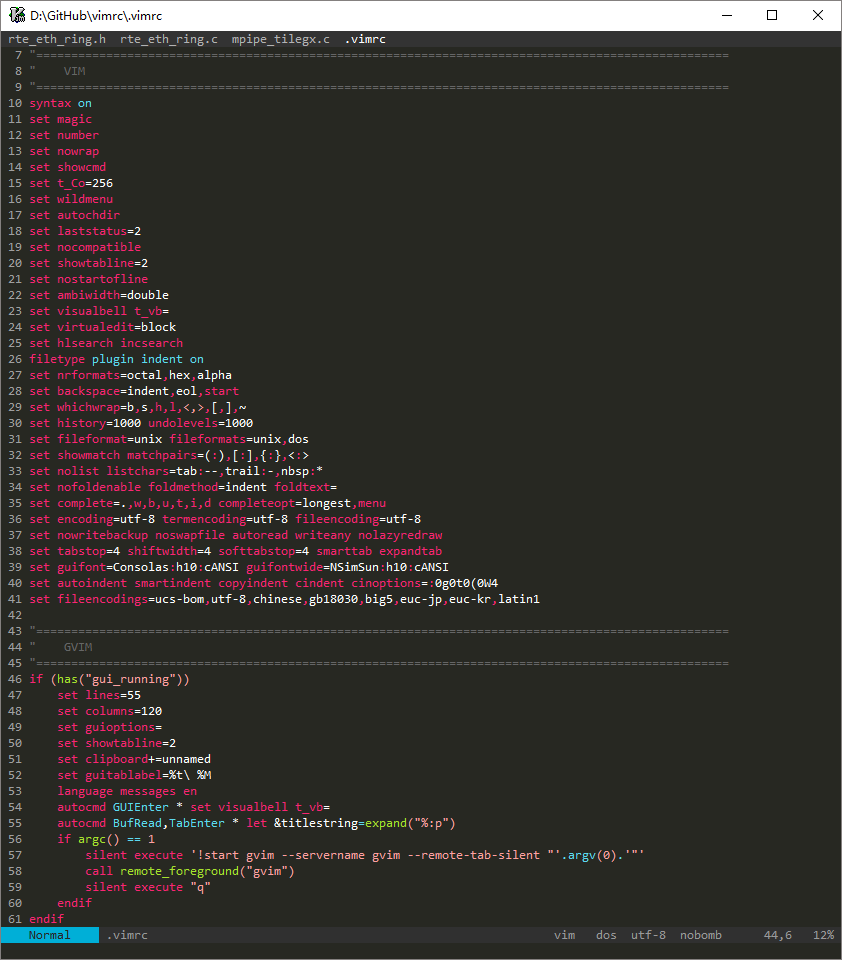 D:\GitHub\vimrc\.vimrc
rte_eth_ring.h rte_eth_ring.c mpipe_tilegx.c .vimrc
7 "===================================================================================================
8 "    VIM
9 "===================================================================================================
10 syntax on
11 set magic
12 set number
13 set nowrap
14 set showcmd
15 set t_Co=256
16 set wildmenu
17 set autochdir
18 set laststatus=2
19 set nocompatible
20 set showtabline=2
21 set nostartofline
22 set ambiwidth=double
23 set visualbell t_vb=
24 set virtualedit=block
25 set hlsearch incsearch
26 filetype plugin indent on
27 set nrformats=octal,hex,alpha
28 set backspace=indent,eol,start
29 set whichwrap=b,s,h,l,<,>,[,],~
30 set history=1000 undolevels=1000
31 set fileformat=unix fileformats=unix,dos
32 set showmatch matchpairs=(:),[:],{:},<:>
33 set nolist listchars=tab:--,trail:-,nbsp:*
34 set nofoldenable foldmethod=indent foldtext=
35 set complete=.,w,b,u,t,i,d completeopt=longest,menu
36 set encoding=utf-8 termencoding=utf-8 fileencoding=utf-8
37 set nowritebackup noswapfile autoread writeany nolazyredraw
38 set tabstop=4 shiftwidth=4 softtabstop=4 smarttab expandtab
39 set guifont=Consolas:h10:cANSI guifontwide=NSimSun:h10:cANSI
40 set autoindent smartindent copyindent cindent cinoptions=:0g0t0(0W4
41 set fileencodings=ucs-bom,utf-8,chinese,gb18030,big5,euc-jp,euc-kr,latin1
42
43 "===================================================================================================
44 "    GVIM
45 "===================================================================================================
46 if (has("gui_running"))
47     set lines=55
48     set columns=120
49     set guioptions=
50     set showtabline=2
51     set clipboard+=unnamed
52     set guitablabel=%t\ %M
53     language messages en
54     autocmd GUIEnter * set visualbell t_vb=
55     autocmd BufRead,TabEnter * let &titlestring=expand("%:p")
56     if argc() == 1
57         silent execute '!start gvim --servername gvim --remote-tab-silent "'.argv(0).'"'
58         call remote_foreground("gvim")
59         silent execute "q"
60     endif
61 endif
Normal .vimrc vim dos utf-8 nobomb 44,6 12%